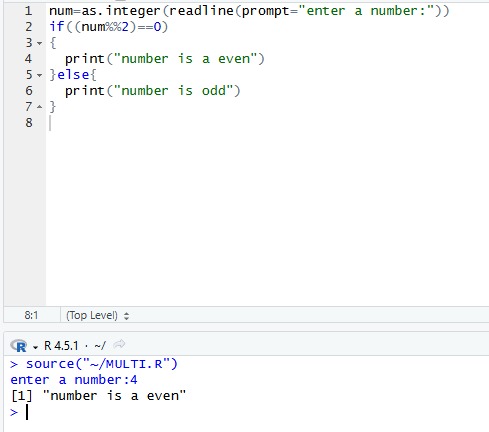 1 num=as.integer(readline(prompt="enter a number:"))
2 if((num%%2)==0)
3 {
4   print("number is a even")
5 }else{
6   print("number is odd")
7 }
8
8:1 (Top Level)
R 4.5.1 · ~/
> source("~/MULTI.R")
enter a number:4
[1] "number is a even"
>